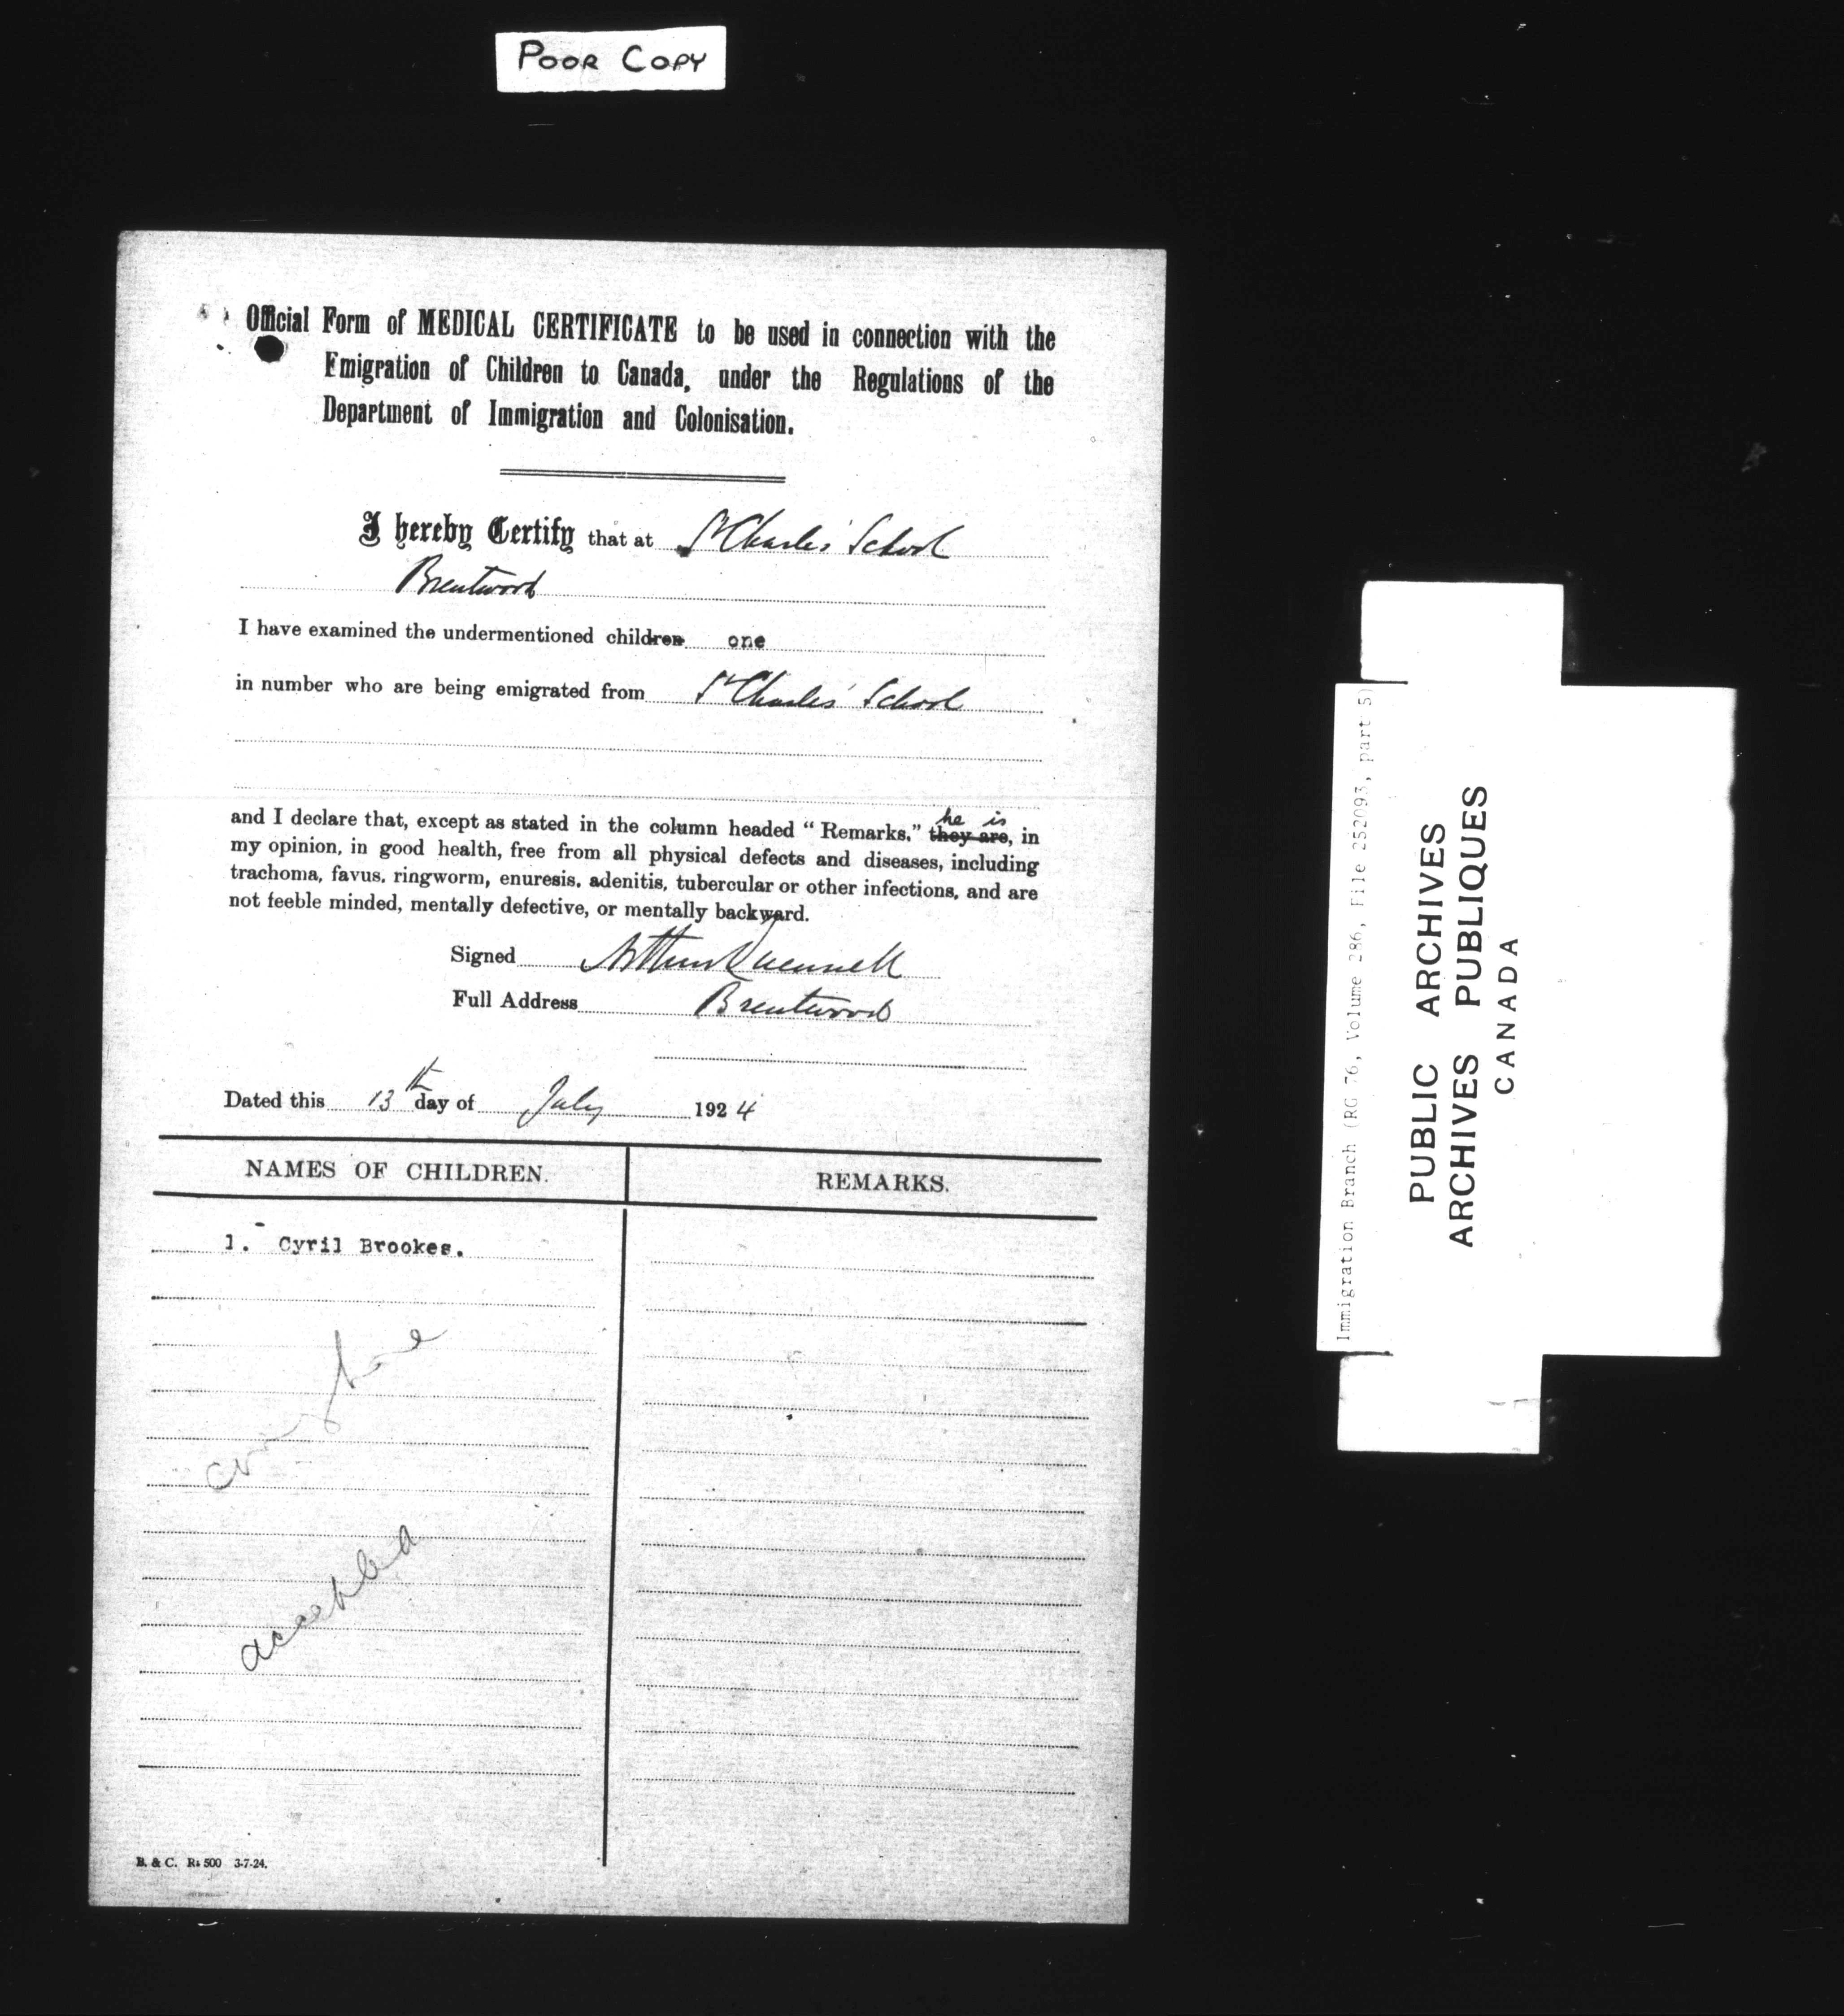 POOR COPY
Official Form of MEDICAL CERTIFICATE to be used in connection with the
Emigration of Children to Canada, under the Regulations of the
Department of Immigration and Colonisation.
I hereby Certify that at St Charles' School
Brentwood
I have examined the undermentioned children one
in number who are being emigrated from St Charles' School
he is
and I declare that, except as stated in the column headed "Remarks." they are, in
my opinion, in good health, free from all physical defects and diseases, including
trachoma, favus, ringworm, enuresis, adenitis, tubercular or other infections, and are
not feeble minded, mentally defective, or mentally backward.
Signed Arthur Quennell
Full Address Brentwood
Dated this 13th day of July 1924
NAMES OF CHILDREN.
REMARKS.
1. Cyril Brookes.
accepted
B. & C. Rs 500 3-7-24.
Immigration Branch (RG 76, Volume 286, File 252093, part 5)
PUBLIC ARCHIVES
ARCHIVES PUBLIQUES
CANADA